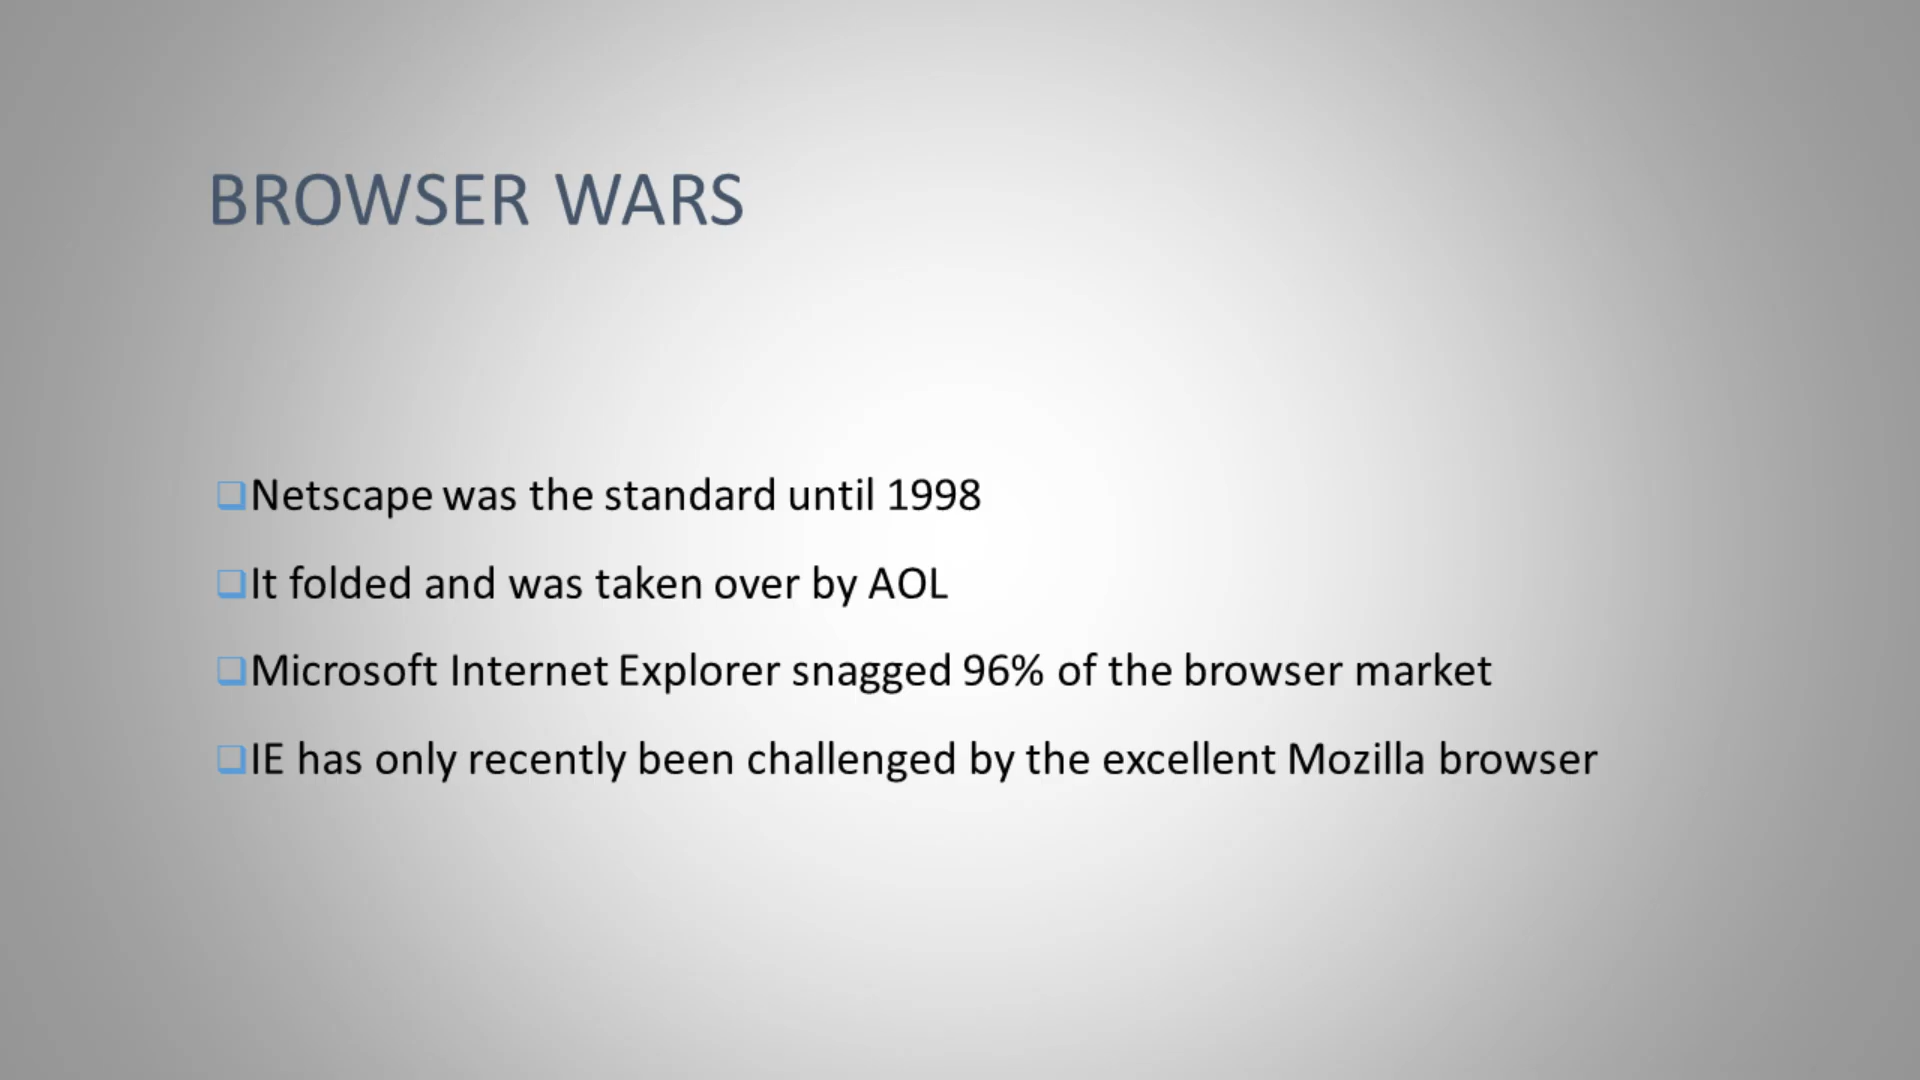 BROWSER WARS
❑Netscape was the standard until 1998
❑It folded and was taken over by AOL
❑Microsoft Internet Explorer snagged 96% of the browser market
❑IE has only recently been challenged by the excellent Mozilla browser